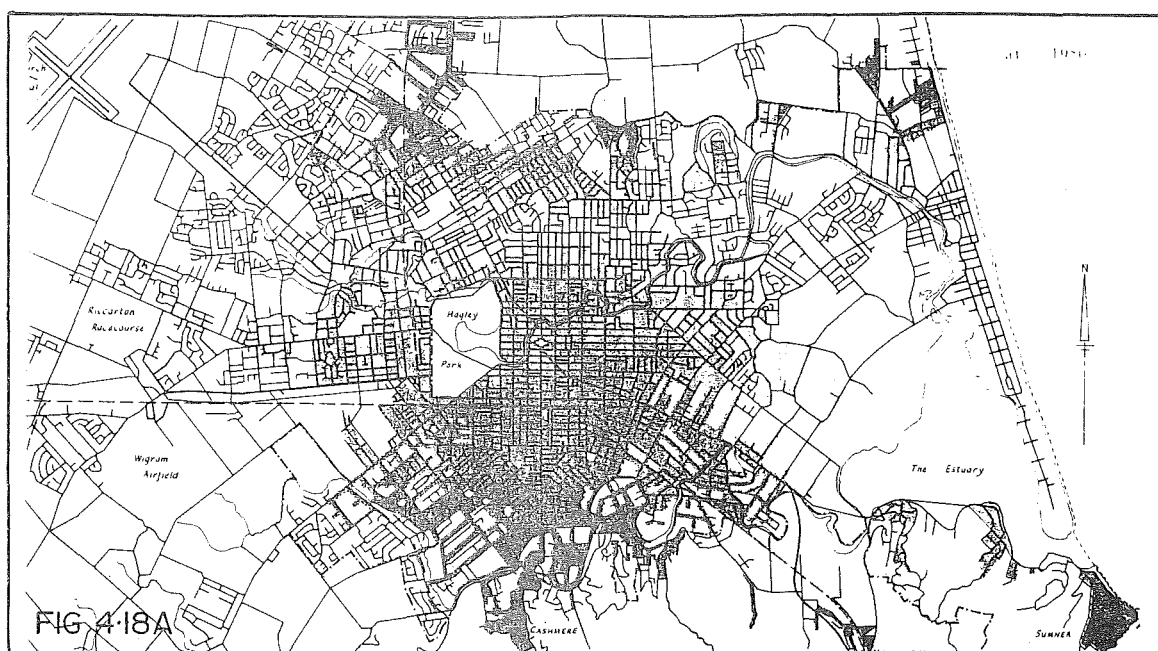 N
Hagley
Park
Riccarton
Racecourse
Wigram
Airfield
The Estuary
FIG 4·18A
CASHMERE
SUMNER